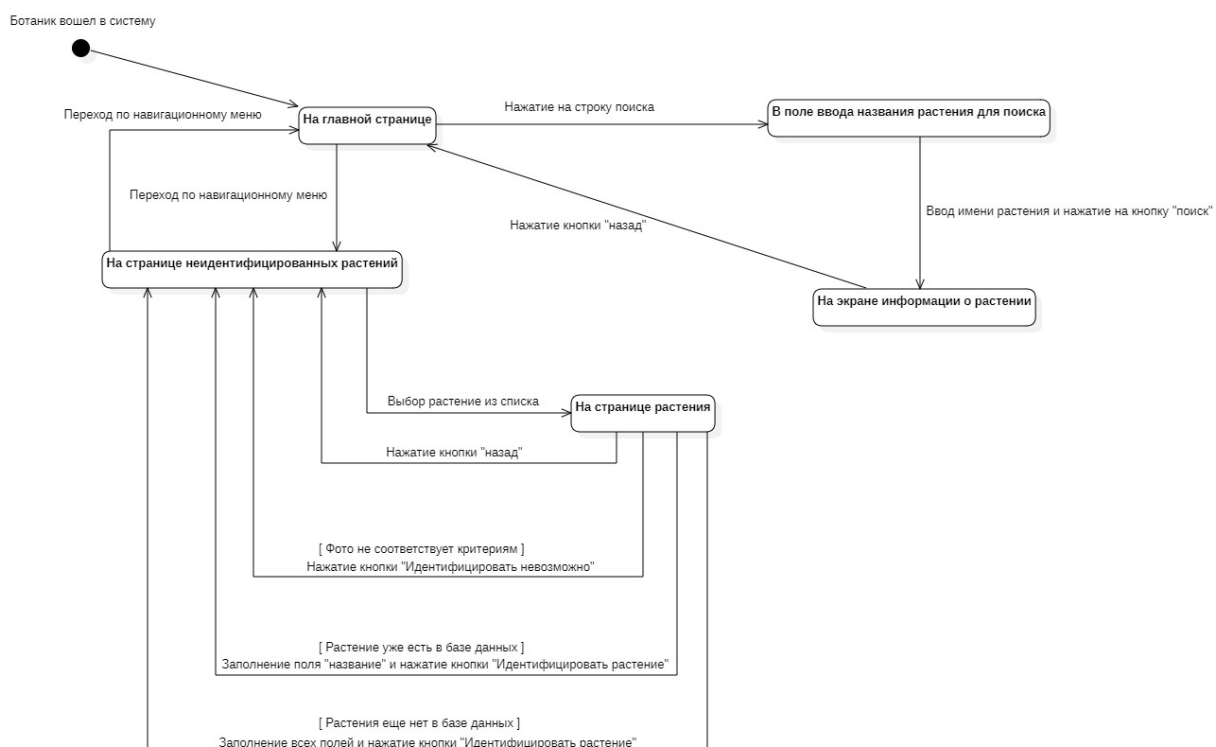 Ботаник вошел в систему
Переход по навигационному меню
На главной странице
Нажатие на строку поиска
В поле ввода названия растения для поиска
Переход по навигационному меню
Нажатие кнопки "назад"
Ввод имени растения и нажатие на кнопку "поиск"
На странице неидентифицированных растений
На экране информации о растении
Выбор растение из списка
На странице растения
Нажатие кнопки "назад"
[ Фото не соответствует критериям ]
Нажатие кнопки "Идентифицировать невозможно"
[ Растение уже есть в базе данных ]
Заполнение поля "название" и нажатие кнопки "Идентифицировать растение"
[ Растения еще нет в базе данных ]
Заполнение всех полей и нажатие кнопки "Идентифицировать растение"